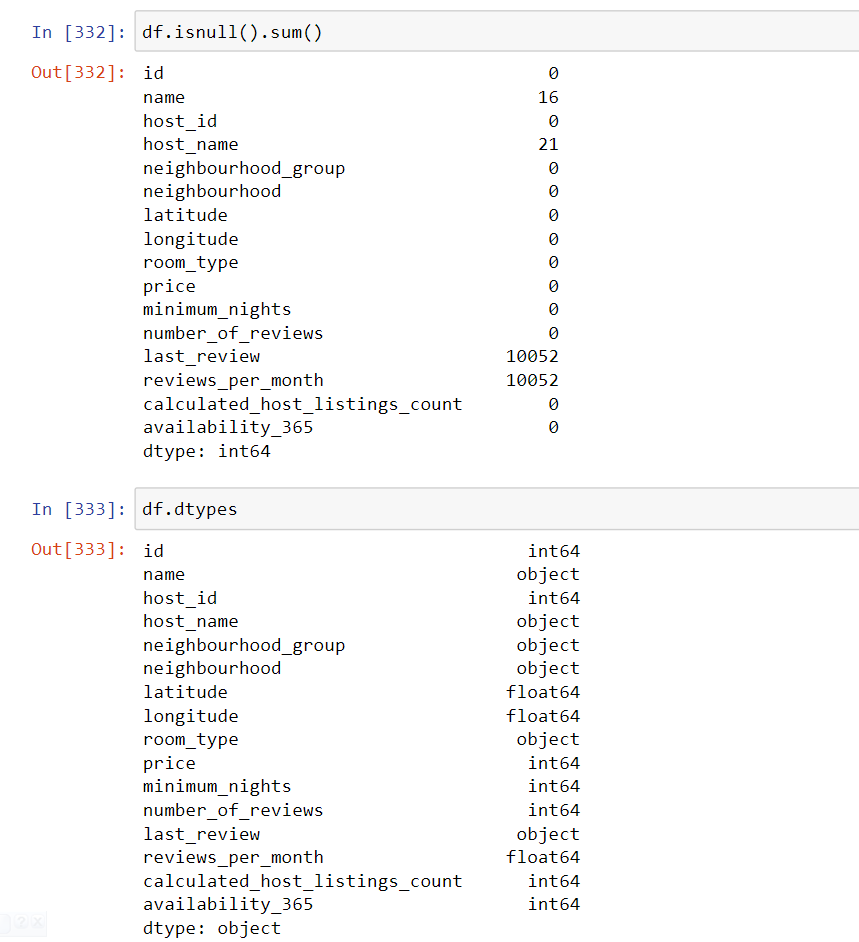 In [332]: df.isnull().sum()
Out[332]: id 0
name 16
host_id 0
host_name 21
neighbourhood_group 0
neighbourhood 0
latitude 0
longitude 0
room_type 0
price 0
minimum_nights 0
number_of_reviews 0
last_review 10052
reviews_per_month 10052
calculated_host_listings_count 0
availability_365 0
dtype: int64
In [333]: df.dtypes
Out[333]: id int64
name object
host_id int64
host_name object
neighbourhood_group object
neighbourhood object
latitude float64
longitude float64
room_type object
price int64
minimum_nights int64
number_of_reviews int64
last_review object
reviews_per_month float64
calculated_host_listings_count int64
availability_365 int64
dtype: object